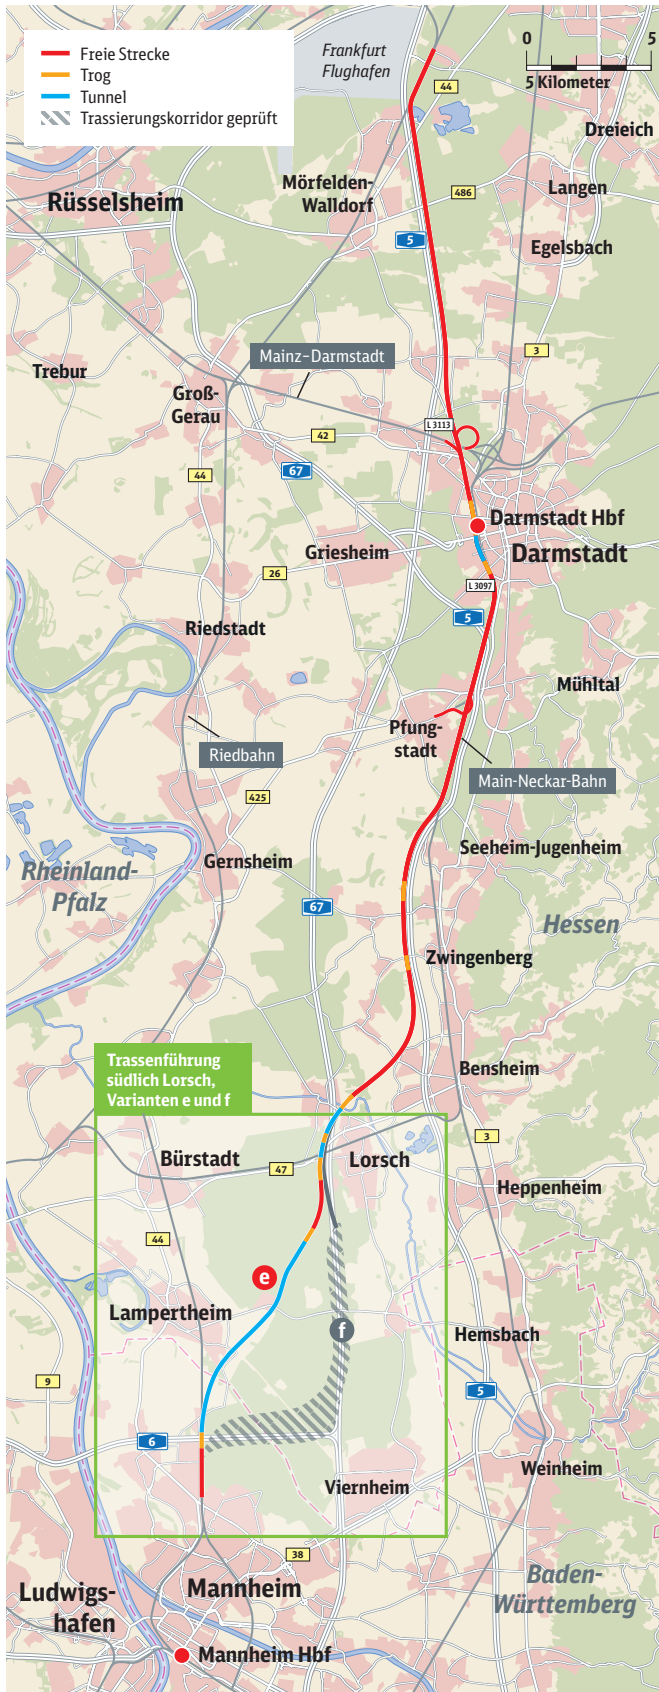 Freie Strecke
Trog
Tunnel
Trassierungskorridor geprüft
Frankfurt
Flughafen
0
5
5 Kilometer
44
Dreieich
Mörfelden-
Walldorf
486
Langen
Rüsselsheim
5
Egelsbach
3
Mainz–Darmstadt
Trebur
Groß-
Gerau
L 3113
42
67
44
Darmstadt Hbf
Griesheim
Darmstadt
26
L 3097
5
Riedstadt
Mühltal
Pfung-
stadt
Riedbahn
Main-Neckar-Bahn
425
Seeheim-Jugenheim
Gernsheim
Rheinland-
Pfalz
67
Hessen
Zwingenberg
Trassenführung
südlich Lorsch,
Varianten e und f
Bensheim
3
Bürstadt
47
Lorsch
Heppenheim
44
e
Lampertheim
f
Hemsbach
9
5
6
Weinheim
Viernheim
38
Baden-
Württemberg
Ludwigs-
hafen
Mannheim
Mannheim Hbf